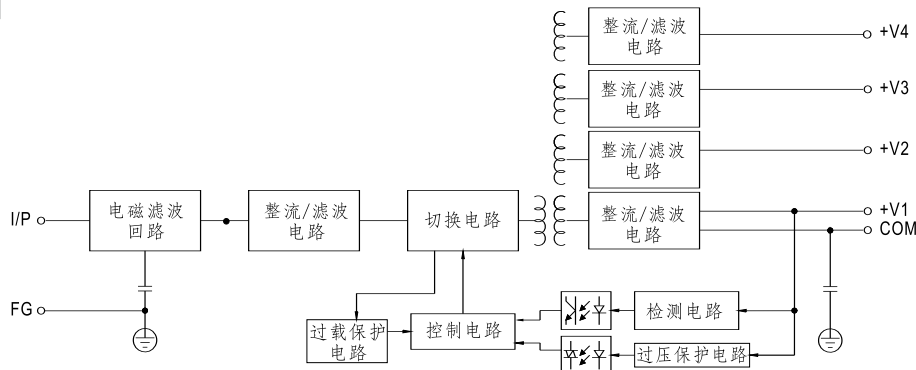 整流/滤波
电路
+V4
整流/滤波
电路
+V3
整流/滤波
电路
+V2
I/P
电磁滤波
回路
整流/滤波
电路
切换电路
整流/滤波
电路
+V1
COM
FG
过载保护
电路
控制电路
检测电路
过压保护电路